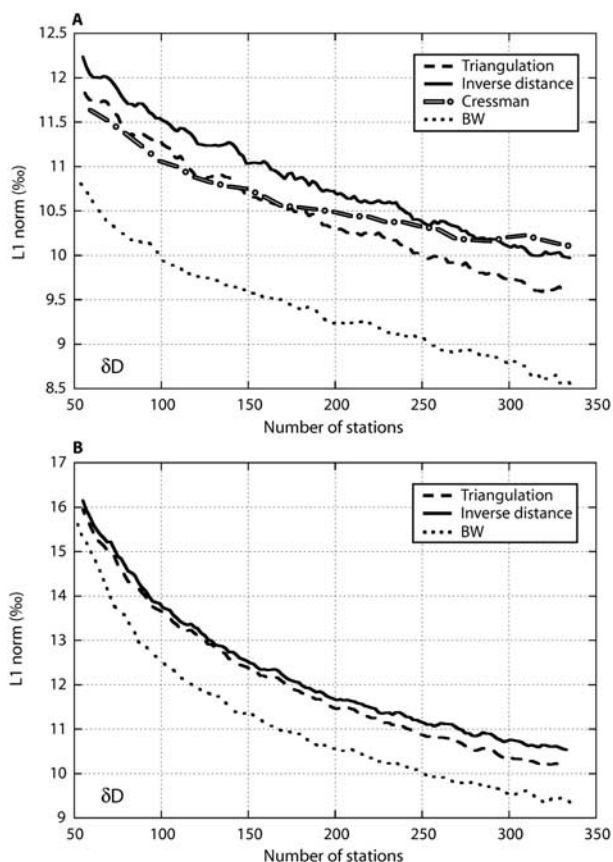 A
12.5
12
11.5
11
10.5
10
9.5
9
8.5
L1 norm (‰)
Triangulation
Inverse distance
Cressman
BW
δD
50 100 150 200 250 300 350
Number of stations
B
17
16
15
14
13
12
11
10
9
L1 norm (‰)
Triangulation
Inverse distance
BW
δD
50 100 150 200 250 300 350
Number of stations